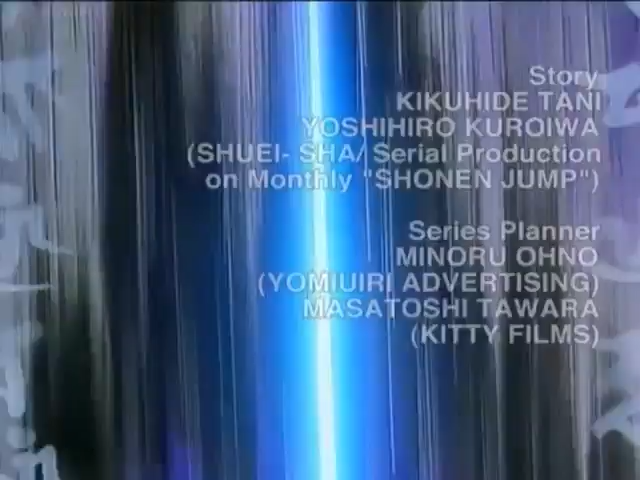 Story
KIKUHIDE TANI
YOSHIHIRO KUROIWA
(SHUEI- SHA/ Serial Production
on Monthly "SHONEN JUMP")
Series Planner
MINORU OHNO
(YOMIUIRI ADVERTISING)
MASATOSHI TAWARA
(KITTY FILMS)